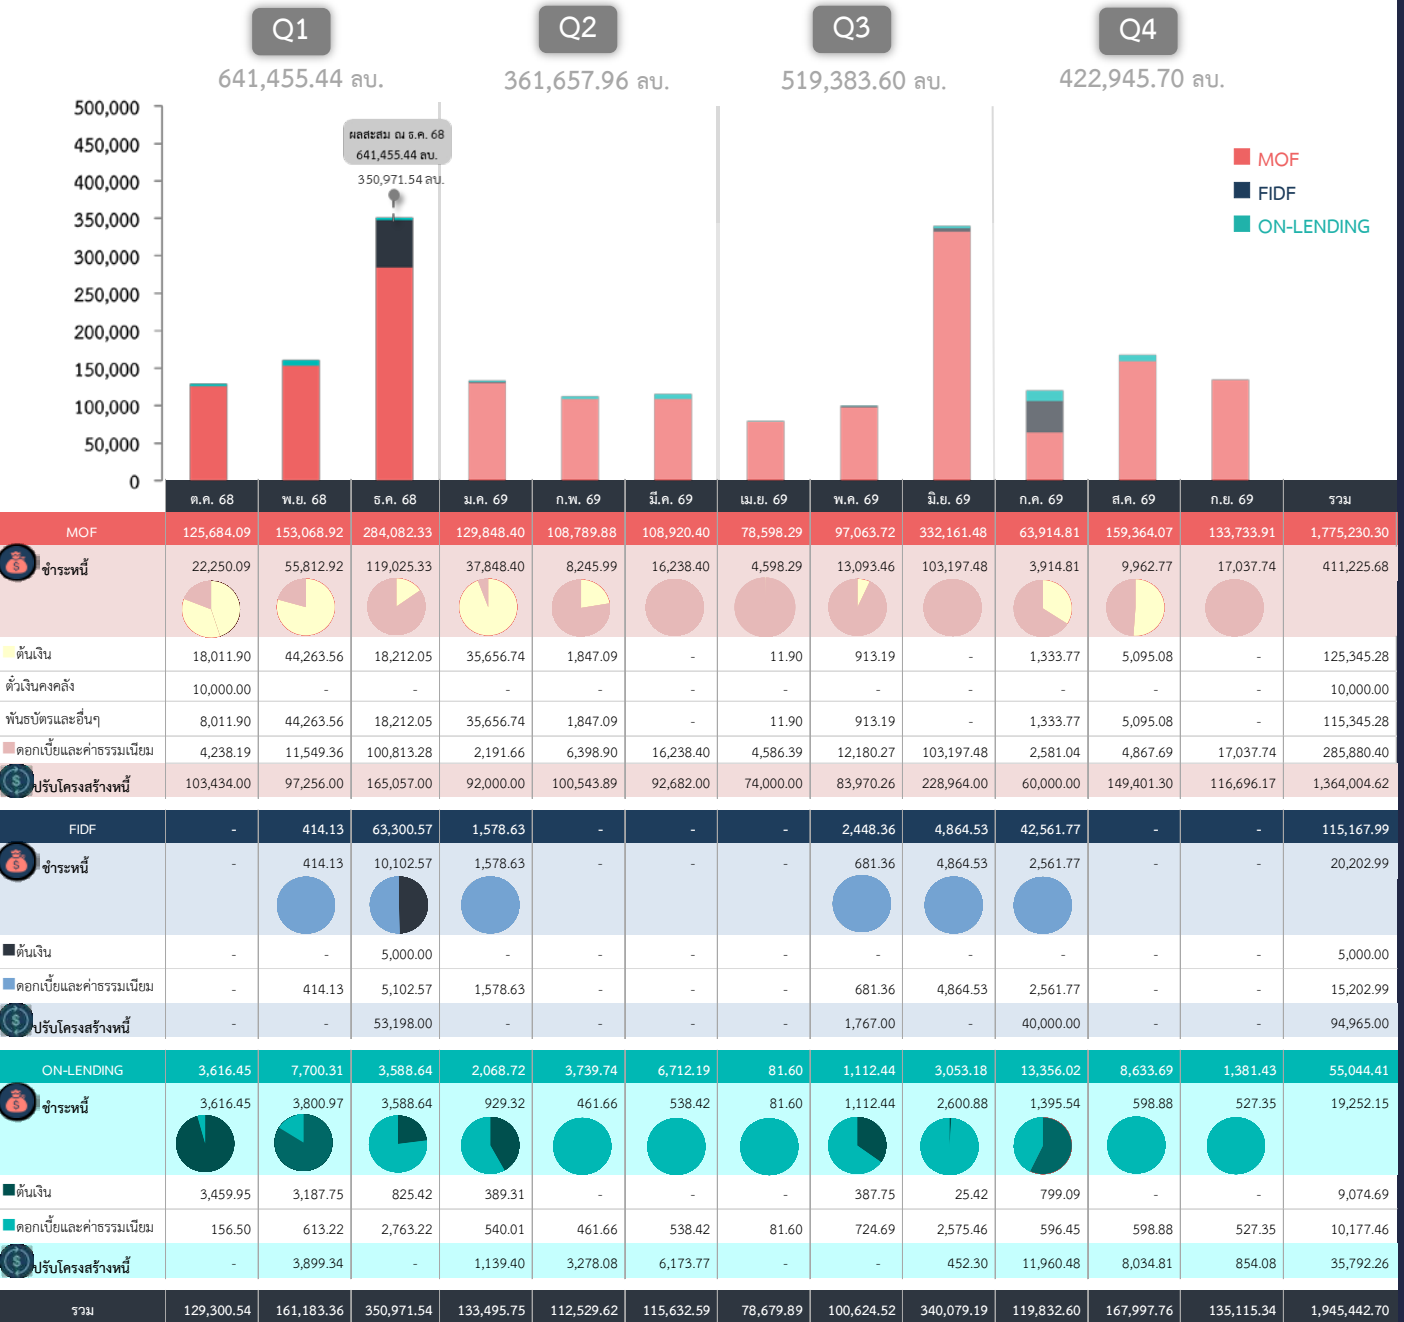 Q1 Q2 Q3 Q4
641,455.44 ลบ. 361,657.96 ลบ. 519,383.60 ลบ. 422,945.70 ลบ.
500,000
450,000
400,000
350,000
300,000
250,000
200,000
150,000
100,000
50,000
0
ผลสะสม ณ ธ.ค. 68
641,455.44 ลบ.
350,971.54 ลบ.
MOF
FIDF
ON-LENDING
ต.ค. 68 พ.ย. 68 ธ.ค. 68 ม.ค. 69 ก.พ. 69 มี.ค. 69 เม.ย. 69 พ.ค. 69 มิ.ย. 69 ก.ค. 69 ส.ค. 69 ก.ย. 69 รวม
MOF 125,684.09 153,068.92 284,082.33 129,848.40 108,789.88 108,920.40 78,598.29 97,063.72 332,161.48 63,914.81 159,364.07 133,733.91 1,775,230.30
ชำระหนี้ 22,250.09 55,812.92 119,025.33 37,848.40 8,245.99 16,238.40 4,598.29 13,093.46 103,197.48 3,914.81 9,962.77 17,037.74 411,225.68
ต้นเงิน 18,011.90 44,263.56 18,212.05 35,656.74 1,847.09 - 11.90 913.19 - 1,333.77 5,095.08 - 125,345.28
ตั๋วเงินคงคลัง 10,000.00 - - - - - - - - - - - 10,000.00
พันธบัตรและอื่นๆ 8,011.90 44,263.56 18,212.05 35,656.74 1,847.09 - 11.90 913.19 - 1,333.77 5,095.08 - 115,345.28
ดอกเบี้ยและค่าธรรมเนียม 4,238.19 11,549.36 100,813.28 2,191.66 6,398.90 16,238.40 4,586.39 12,180.27 103,197.48 2,581.04 4,867.69 17,037.74 285,880.40
ปรับโครงสร้างหนี้ 103,434.00 97,256.00 165,057.00 92,000.00 100,543.89 92,682.00 74,000.00 83,970.26 228,964.00 60,000.00 149,401.30 116,696.17 1,364,004.62
FIDF - 414.13 63,300.57 1,578.63 - - - 2,448.36 4,864.53 42,561.77 - - 115,167.99
ชำระหนี้ - 414.13 10,102.57 1,578.63 - - - 681.36 4,864.53 2,561.77 - - 20,202.99
ต้นเงิน - - 5,000.00 - - - - - - - - - 5,000.00
ดอกเบี้ยและค่าธรรมเนียม - 414.13 5,102.57 1,578.63 - - - 681.36 4,864.53 2,561.77 - - 15,202.99
ปรับโครงสร้างหนี้ - - 53,198.00 - - - - 1,767.00 - 40,000.00 - - 94,965.00
ON-LENDING 3,616.45 7,700.31 3,588.64 2,068.72 3,739.74 6,712.19 81.60 1,112.44 3,053.18 13,356.02 8,633.69 1,381.43 55,044.41
ชำระหนี้ 3,616.45 3,800.97 3,588.64 929.32 461.66 538.42 81.60 1,112.44 2,600.88 1,395.54 598.88 527.35 19,252.15
ต้นเงิน 3,459.95 3,187.75 825.42 389.31 - - - 387.75 25.42 799.09 - - 9,074.69
ดอกเบี้ยและค่าธรรมเนียม 156.50 613.22 2,763.22 540.01 461.66 538.42 81.60 724.69 2,575.46 596.45 598.88 527.35 10,177.46
ปรับโครงสร้างหนี้ - 3,899.34 - 1,139.40 3,278.08 6,173.77 - - 452.30 11,960.48 8,034.81 854.08 35,792.26
รวม 129,300.54 161,183.36 350,971.54 133,495.75 112,529.62 115,632.59 78,679.89 100,624.52 340,079.19 119,832.60 167,997.76 135,115.34 1,945,442.70